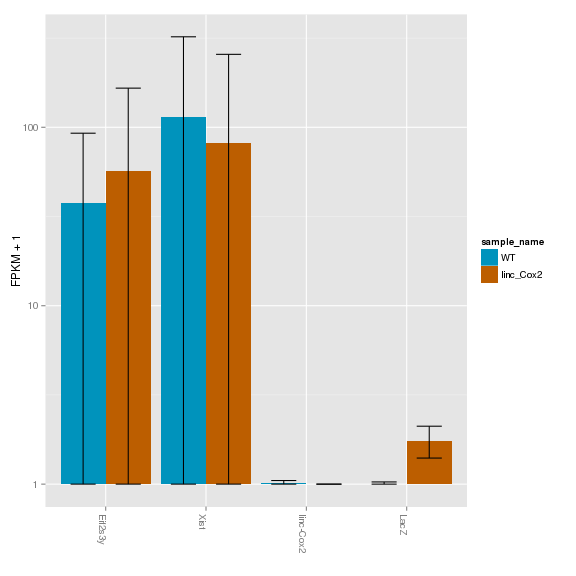 FPKM + 1
100
10
1
Eif2s3y
Xist
linc-Cox2
LacZ
sample_name
WT
linc_Cox2